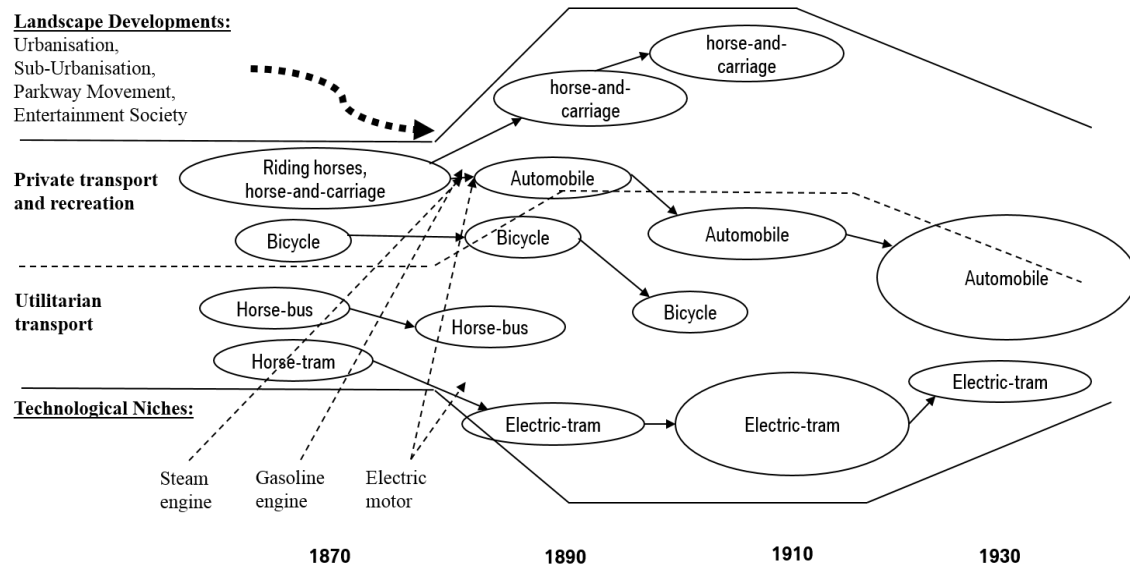 Landscape Developments:
Urbanisation,
Sub-Urbanisation,
Parkway Movement,
Entertainment Society
horse-and-
carriage
horse-and-
carriage
Private transport
and recreation
Riding horses,
horse-and-carriage
Automobile
Automobile
Automobile
Bicycle
Bicycle
Bicycle
Utilitarian
transport
Horse-bus
Horse-bus
Horse-tram
Electric-tram
Electric-tram
Electric-tram
Technological Niches:
Steam
engine
Gasoline
engine
Electric
motor
1870
1890
1910
1930